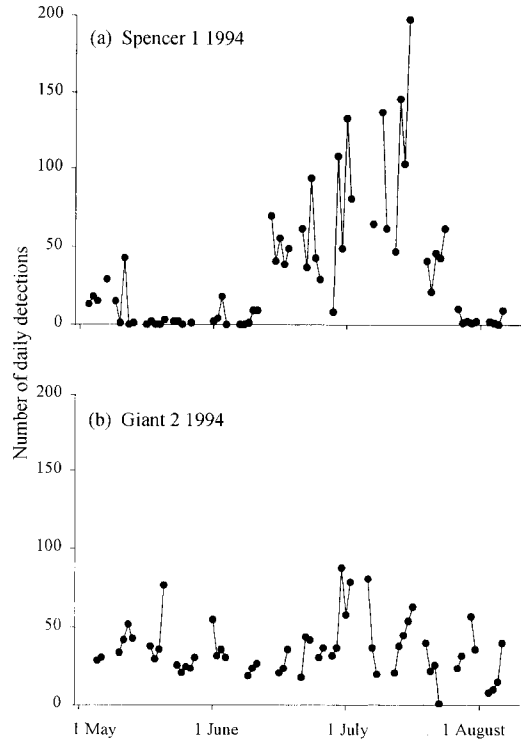 200
(a) Spencer 1 1994
150
100
50
0
Number of daily detections
200
(b) Giant 2 1994
150
100
50
0
1 May
1 June
1 July
1 August